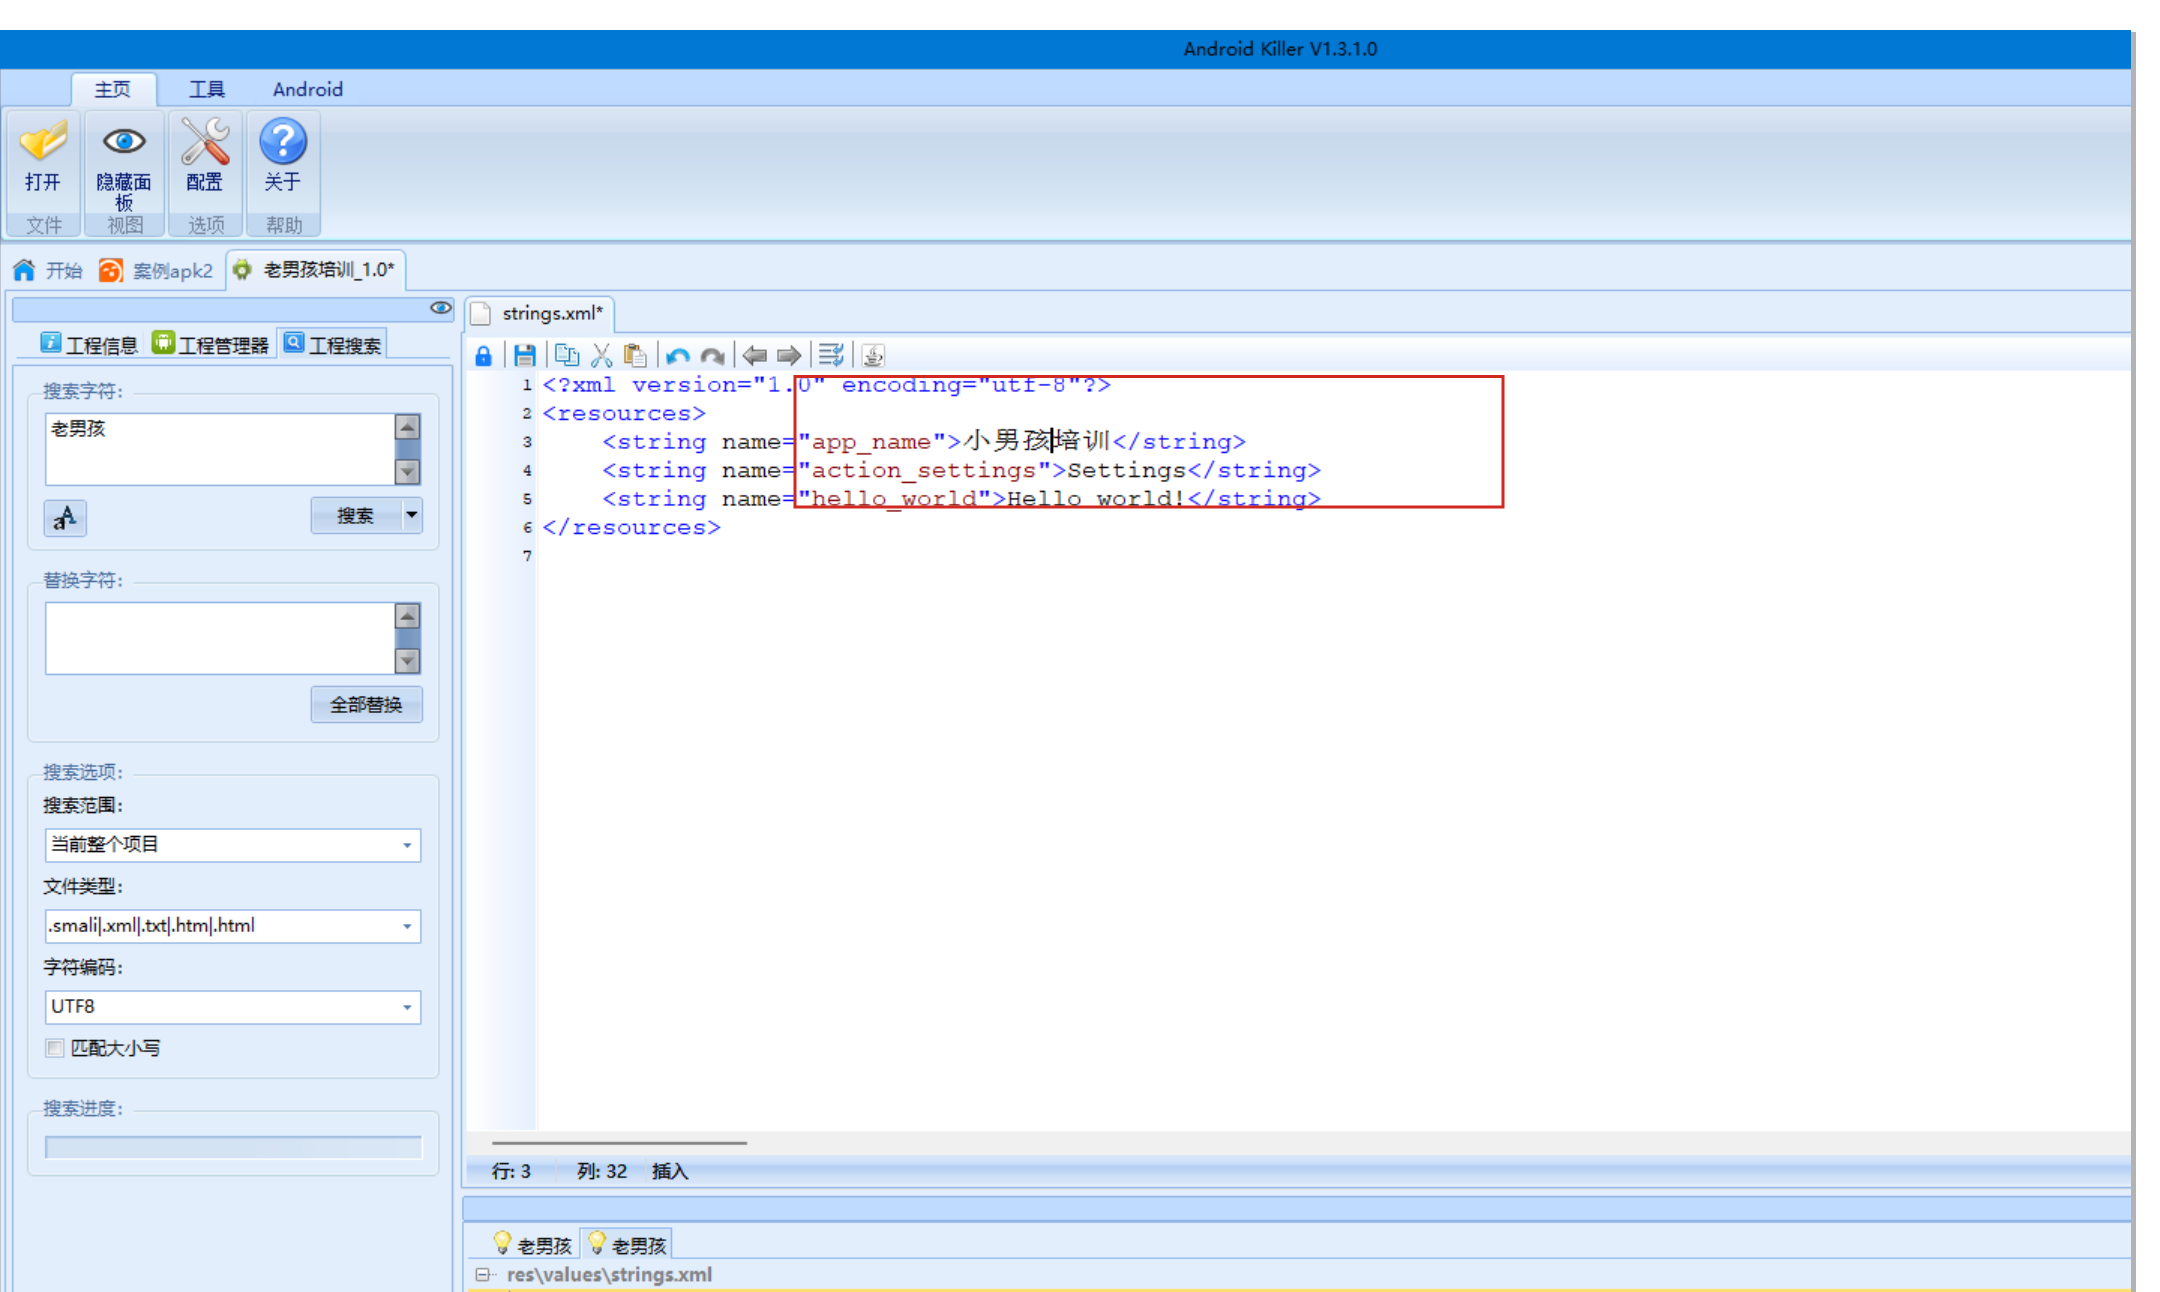 Android Killer V1.3.1.0
主页 工具 Android
打开 隐藏面板 配置 关于
文件 视图 选项 帮助
开始 案例apk2 老男孩培训_1.0*
strings.xml*
工程信息 工程管理器 工程搜索
搜索字符:
老男孩
搜索
替换字符:
全部替换
搜索选项:
搜索范围:
当前整个项目
文件类型:
.smali|.xml|.txt|.htm|.html
字符编码:
UTF8
匹配大小写
搜索进度:
1 <?xml version="1.0" encoding="utf-8"?>
2 <resources>
3 <string name="app_name">小男孩培训</string>
4 <string name="action_settings">Settings</string>
5 <string name="hello_world">Hello world!</string>
6 </resources>
7
行: 3 列: 32 插入
老男孩 老男孩
res\values\strings.xml